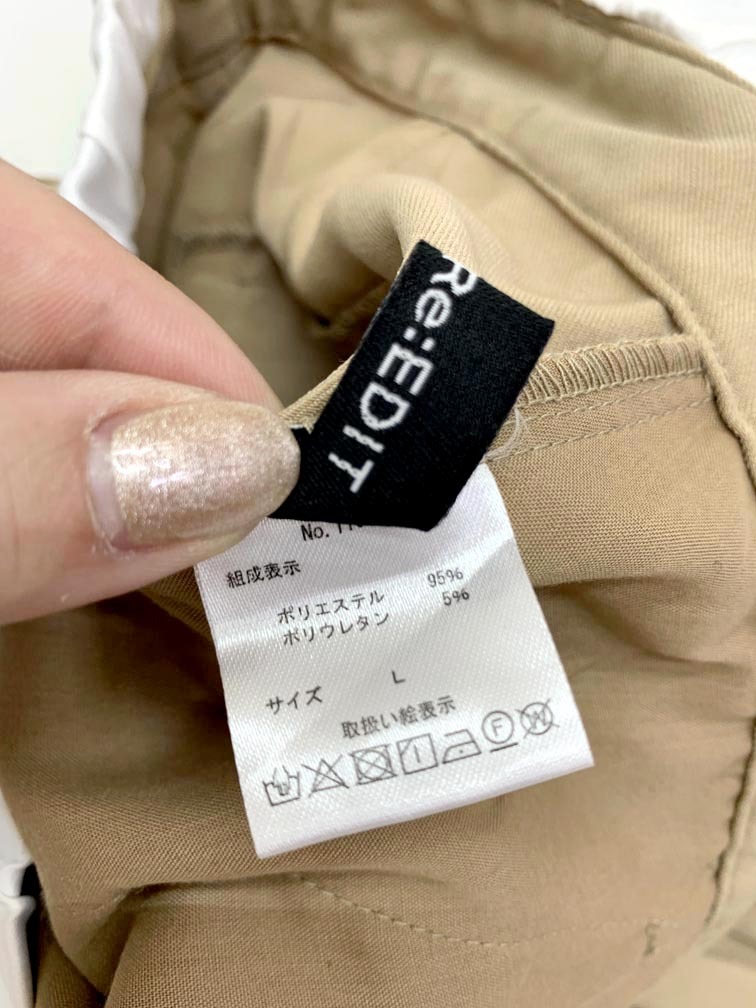 Re:EDIT
No.
組成表示
ポリエステル 95%
ポリウレタン 5%
サイズ L
取扱い絵表示
F W